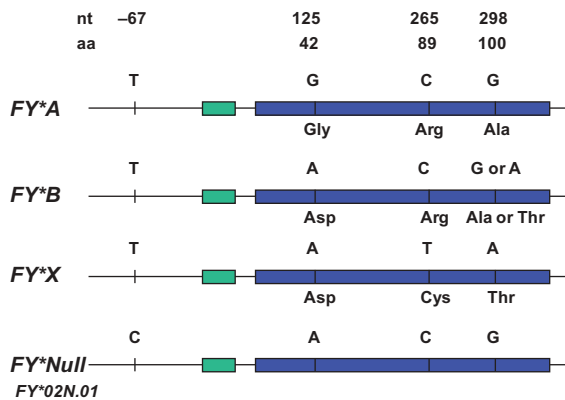 nt –67 125 265 298
aa 42 89 100
T G C G
FY*A
Gly Arg Ala
T A C G or A
FY*B
Asp Arg Ala or Thr
T A T A
FY*X
Asp Cys Thr
C A C G
FY*Null
FY*02N.01